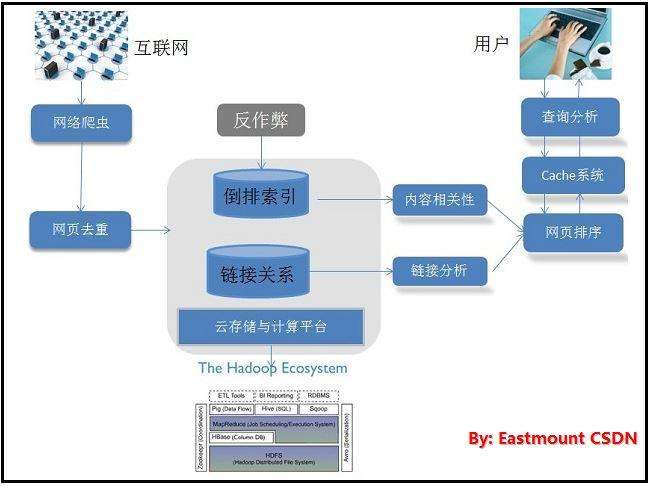 互联网
用户
网络爬虫
反作弊
查询分析
倒排索引
内容相关性
Cache系统
网页去重
网页排序
链接关系
链接分析
云存储与计算平台
The Hadoop Ecosystem
ETL Tools
BI Reporting
RDBMS
Pig (Data Flow)
Hive (SQL)
Sqoop
Zookeepr (Coordination)
Avro (Serialization)
MapReduce (Job Scheduling/Execution System)
HBase (Column DB)
HDFS
(Hadoop Distributed File System)
By: Eastmount CSDN